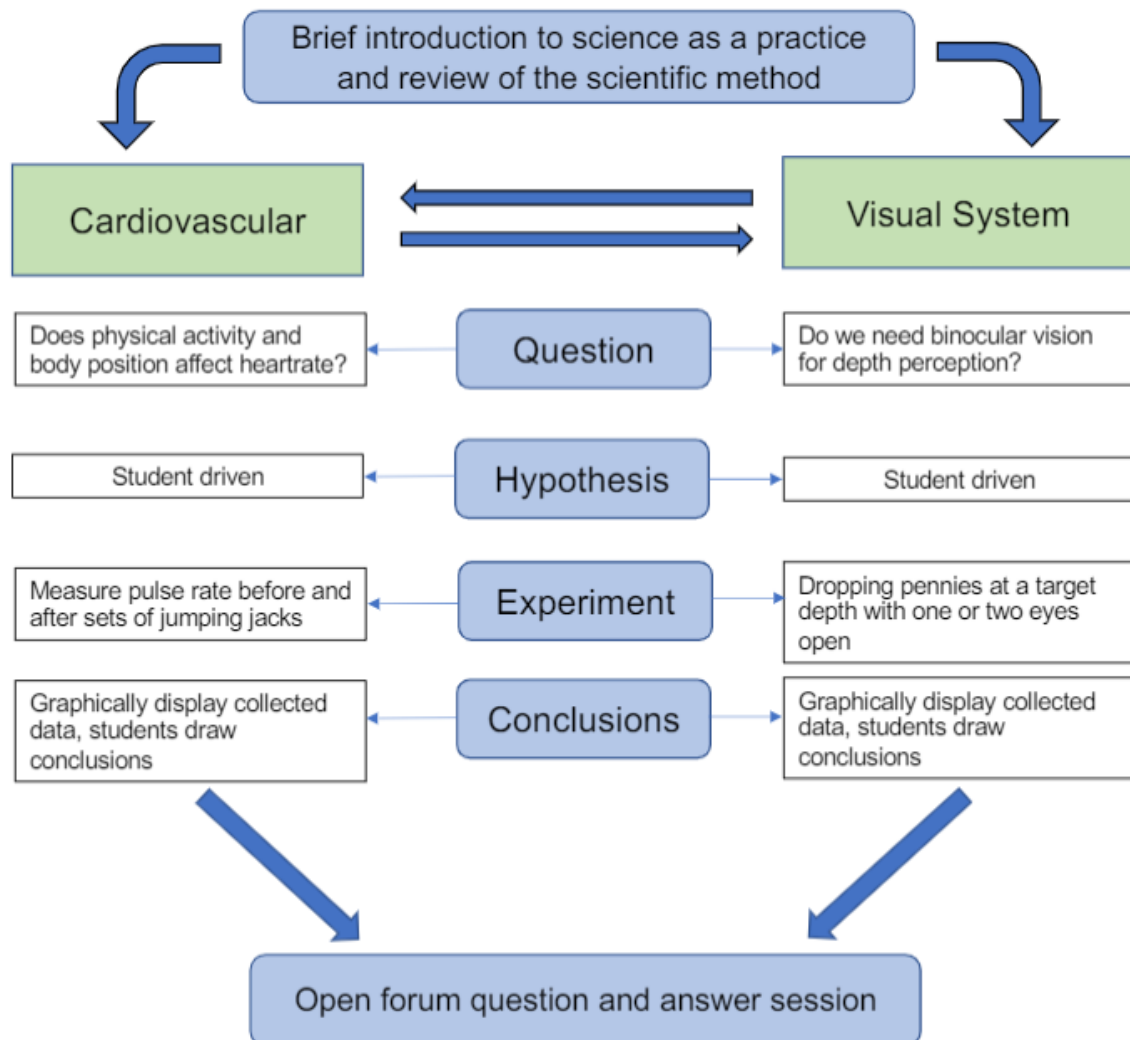 Brief introduction to science as a practice
and review of the scientific method
Cardiovascular
Visual System
Does physical activity and
body position affect heartrate?
Question
Do we need binocular vision
for depth perception?
Student driven
Hypothesis
Student driven
Measure pulse rate before and
after sets of jumping jacks
Experiment
Dropping pennies at a target
depth with one or two eyes
open
Graphically display collected
data, students draw
conclusions
Conclusions
Graphically display collected
data, students draw
conclusions
Open forum question and answer session